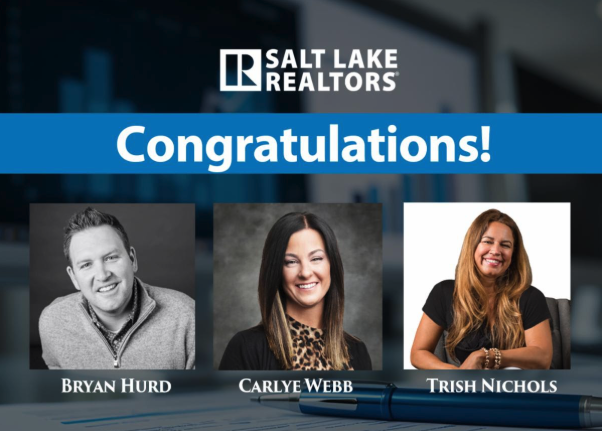 SALT LAKE
REALTORS®
Congratulations!
BRYAN HURD
CARLYE WEBB
TRISH NICHOLS